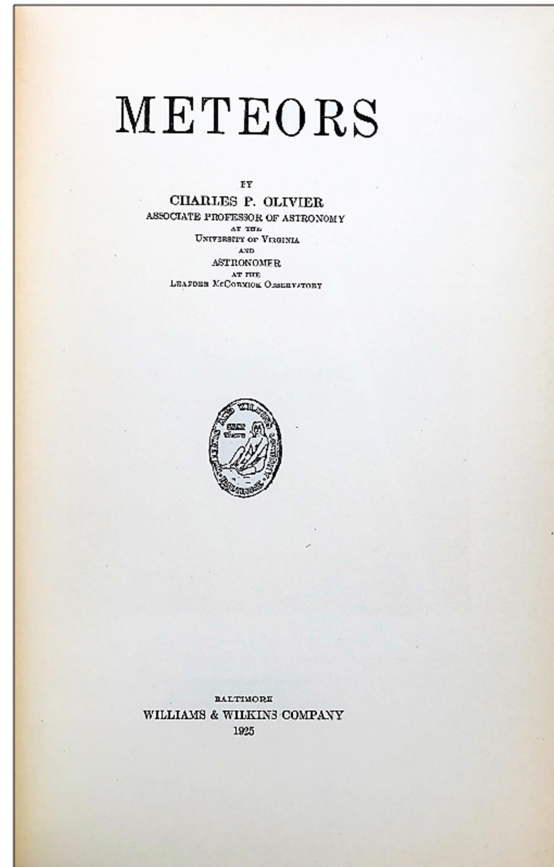 METEORS
BY
CHARLES P. OLIVIER
ASSOCIATE PROFESSOR OF ASTRONOMY
AT THE
UNIVERSITY OF VIRGINIA
AND
ASTRONOMER
AT THE
LEANDER MCCORMICK OBSERVATORY
BALTIMORE
WILLIAMS & WILKINS COMPANY
1925